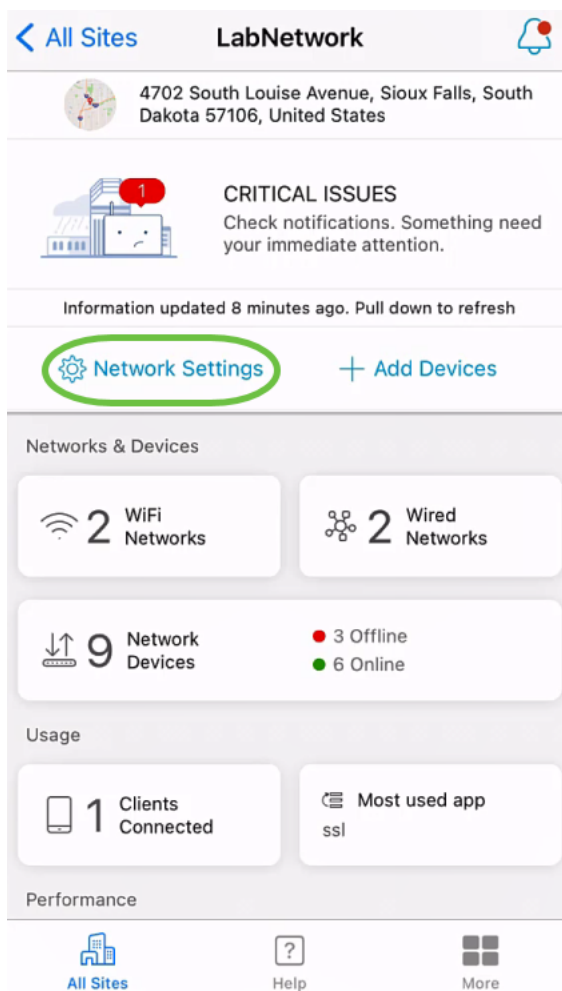 All Sites
LabNetwork
4702 South Louise Avenue, Sioux Falls, South
Dakota 57106, United States
1
CRITICAL ISSUES
Check notifications. Something need
your immediate attention.
Information updated 8 minutes ago. Pull down to refresh
Network Settings
+ Add Devices
Networks & Devices
2 WiFi
Networks
2 Wired
Networks
9 Network
Devices
3 Offline
6 Online
Usage
1 Clients
Connected
Most used app
ssl
Performance
All Sites
?
Help
More